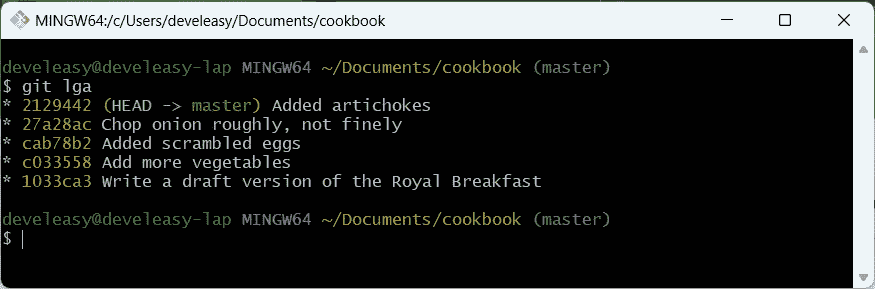 MINGW64:/c/Users/develeasy/Documents/cookbook
develeasy@develeasy-lap MINGW64 ~/Documents/cookbook (master)
$ git lga
* 2129442 (HEAD -> master) Added artichokes
* 27a28ac Chop onion roughly, not finely
* cab78b2 Added scrambled eggs
* c033558 Add more vegetables
* 1033ca3 Write a draft version of the Royal Breakfast
develeasy@develeasy-lap MINGW64 ~/Documents/cookbook (master)
$